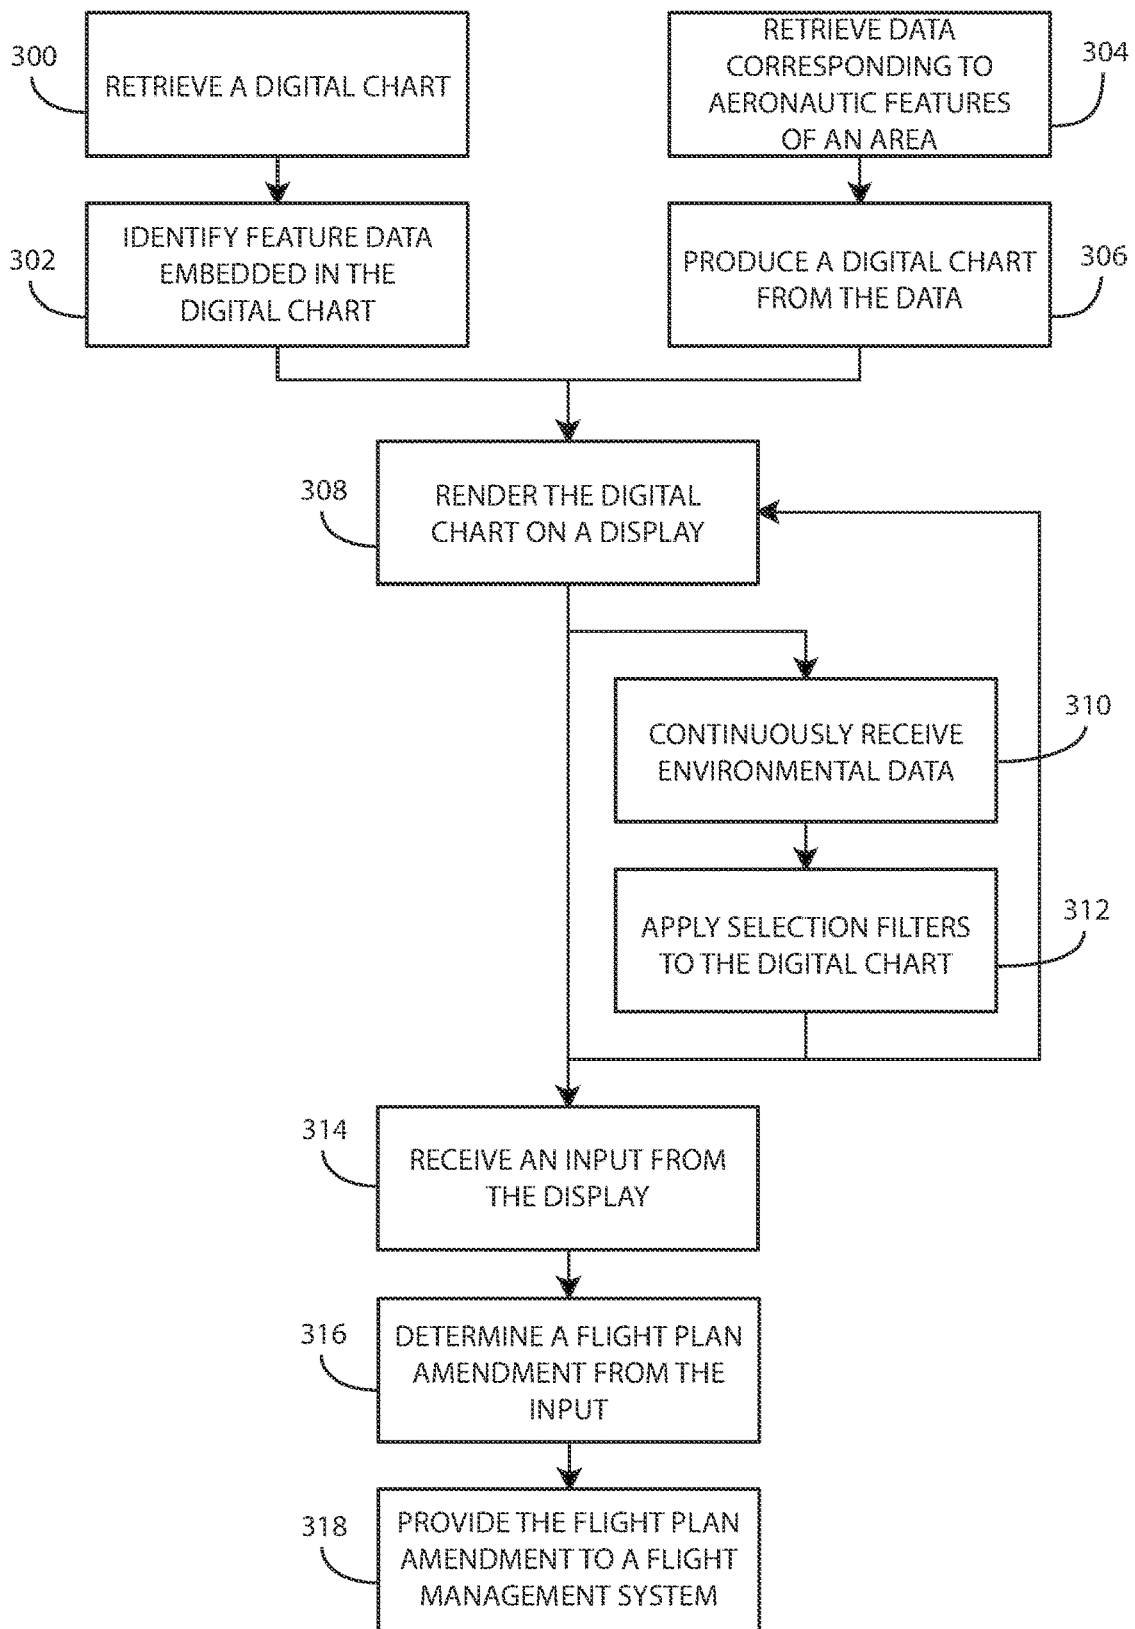 300
RETRIEVE A DIGITAL CHART
RETRIEVE DATA
CORRESPONDING TO
AERONAUTIC FEATURES
OF AN AREA
304
302
IDENTIFY FEATURE DATA
EMBEDDED IN THE
DIGITAL CHART
PRODUCE A DIGITAL CHART
FROM THE DATA
306
308
RENDER THE DIGITAL
CHART ON A DISPLAY
CONTINUOUSLY RECEIVE
ENVIRONMENTAL DATA
310
APPLY SELECTION FILTERS
TO THE DIGITAL CHART
312
314
RECEIVE AN INPUT FROM
THE DISPLAY
316
DETERMINE A FLIGHT PLAN
AMENDMENT FROM THE
INPUT
318
PROVIDE THE FLIGHT PLAN
AMENDMENT TO A FLIGHT
MANAGEMENT SYSTEM